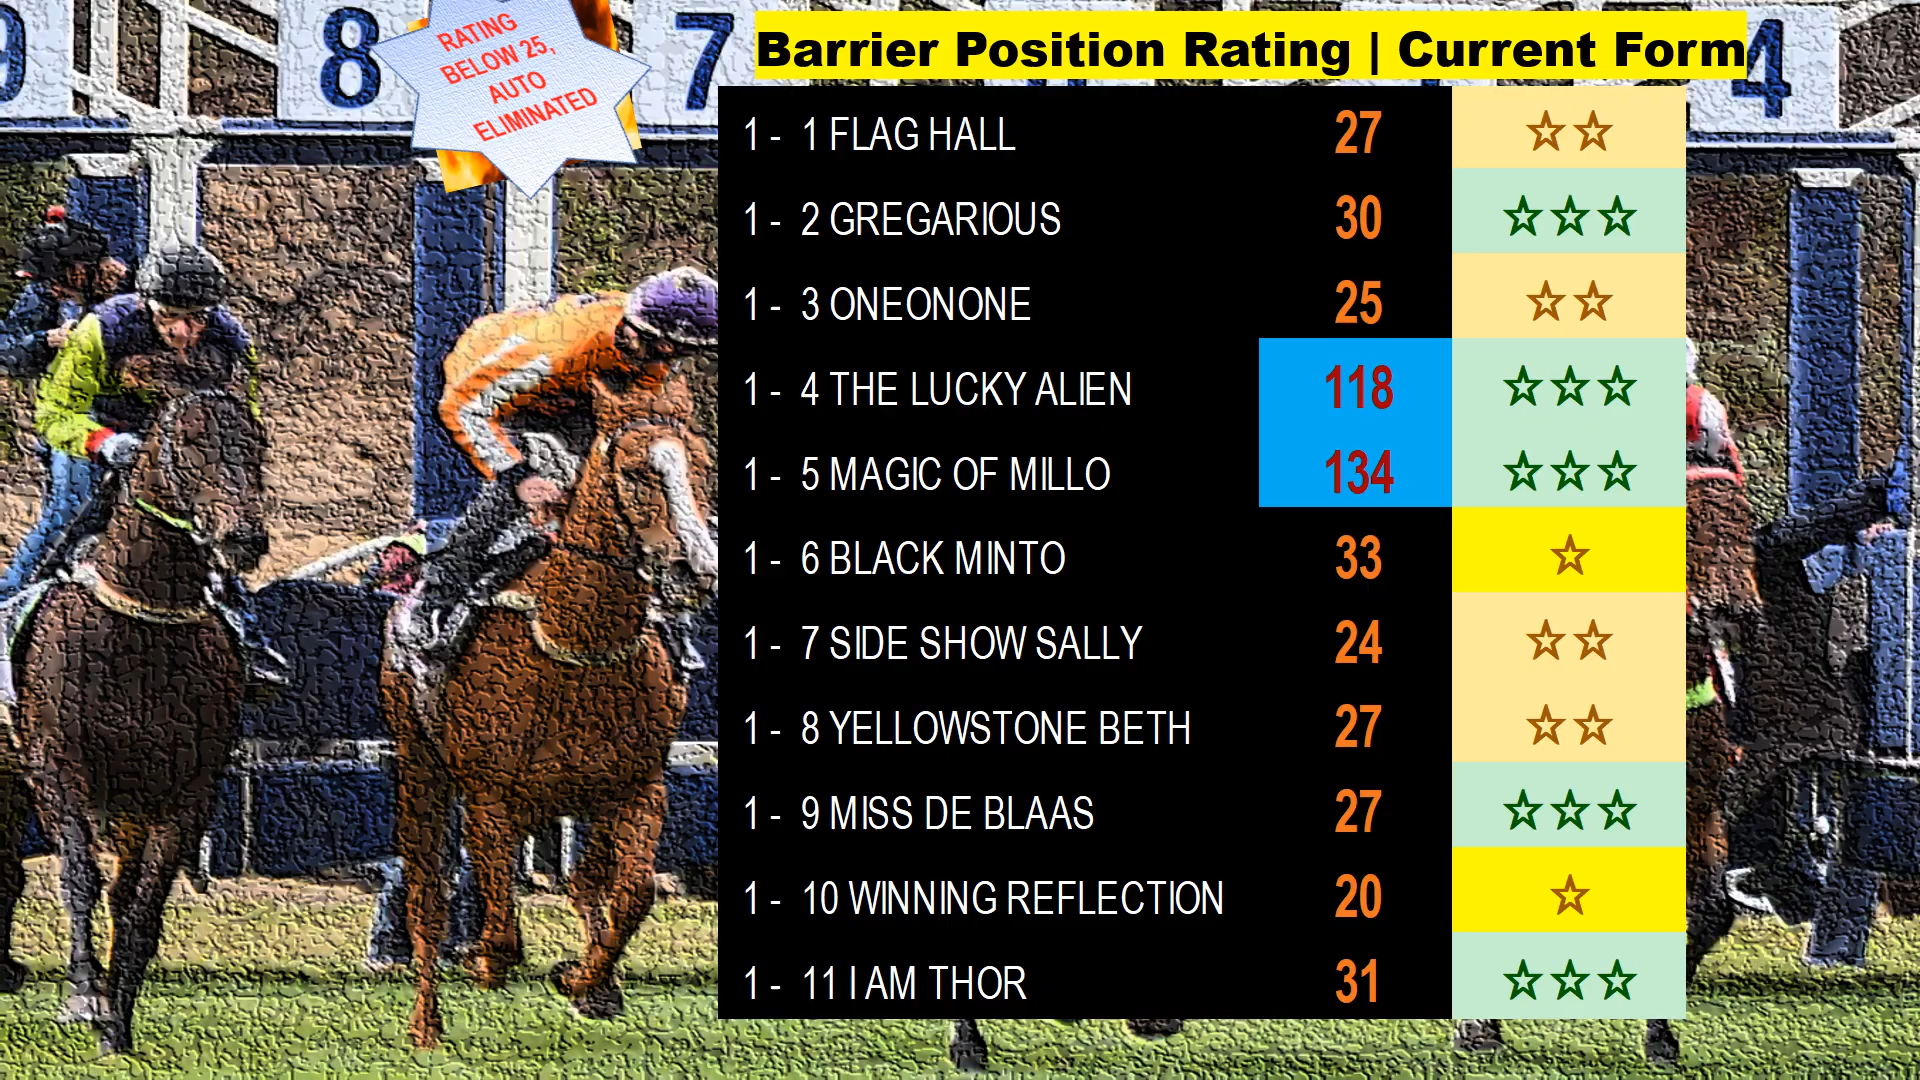 9
8
7
4
RATING
BELOW 25,
AUTO
ELIMINATED
Barrier Position Rating | Current Form
1 - 1 FLAG HALL 27 ☆☆
1 - 2 GREGARIOUS 30 ☆☆☆
1 - 3 ONEONONE 25 ☆☆
1 - 4 THE LUCKY ALIEN 118 ☆☆☆
1 - 5 MAGIC OF MILLO 134 ☆☆☆
1 - 6 BLACK MINTO 33 ☆
1 - 7 SIDE SHOW SALLY 24 ☆☆
1 - 8 YELLOWSTONE BETH 27 ☆☆
1 - 9 MISS DE BLAAS 27 ☆☆☆
1 - 10 WINNING REFLECTION 20 ☆
1 - 11 I AM THOR 31 ☆☆☆